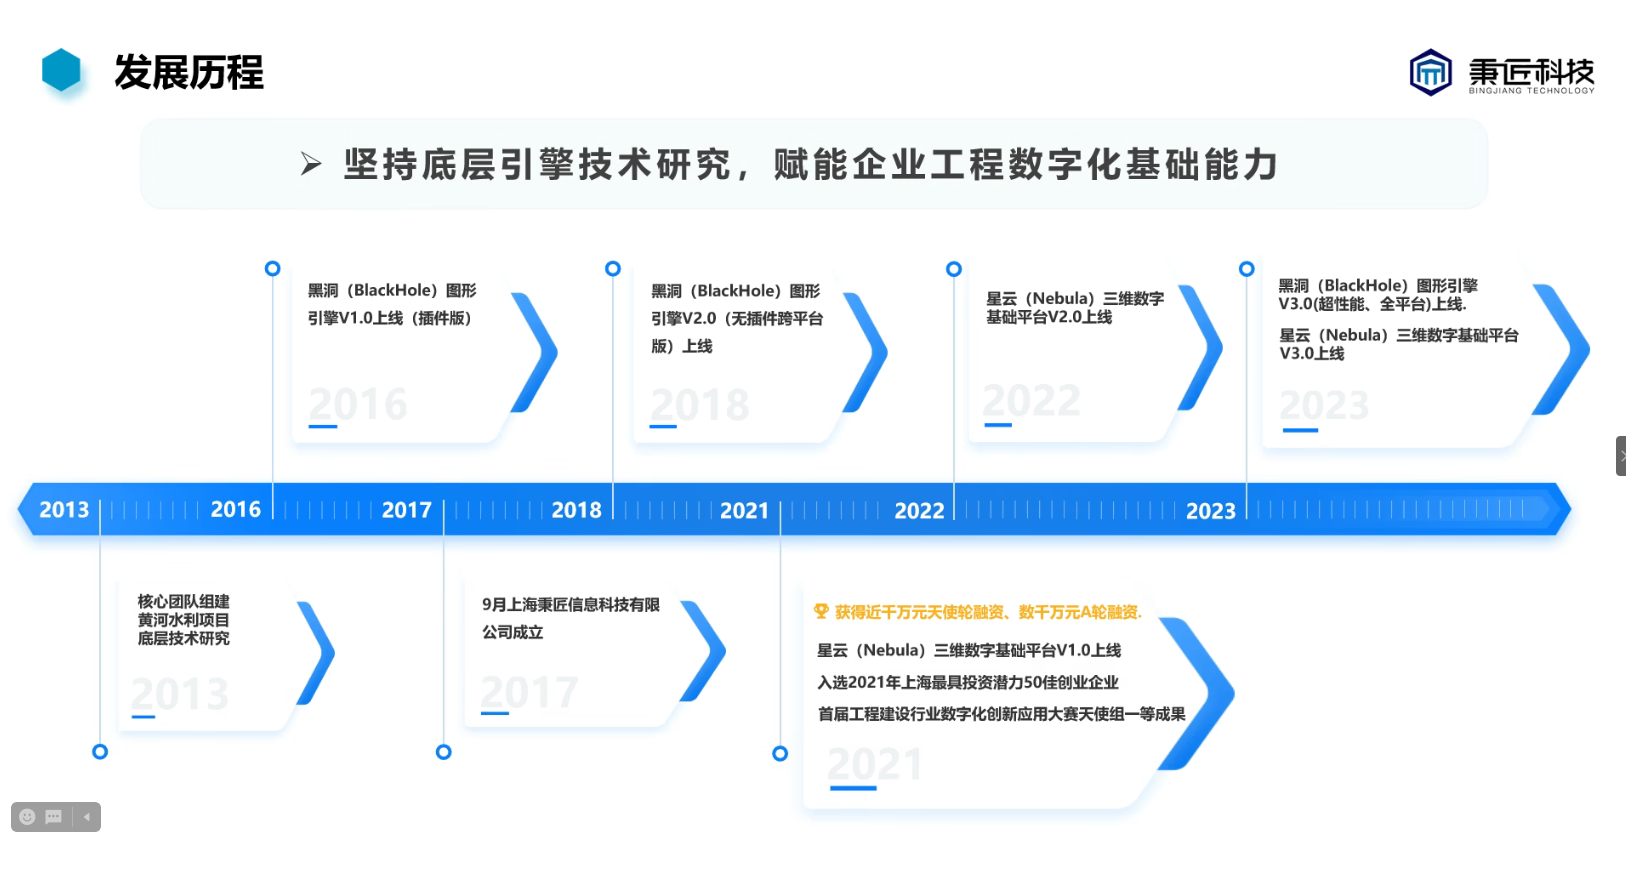 发展历程
秉匠科技
BINGJIANG TECHNOLOGY
➢ 坚持底层引擎技术研究，赋能企业工程数字化基础能力
黑洞（BlackHole）图形
引擎V1.0上线（插件版）
2016
黑洞（BlackHole）图形
引擎V2.0（无插件跨平台
版）上线
2018
星云（Nebula）三维数字
基础平台V2.0上线
2022
黑洞（BlackHole）图形引擎
V3.0(超性能、全平台)上线.
星云（Nebula）三维数字基础平台
V3.0上线
2023
2013 2016 2017 2018 2021 2022 2023
核心团队组建
黄河水利项目
底层技术研究
2013
9月上海秉匠信息科技有限
公司成立
2017
获得近千万元天使轮融资、数千万元A轮融资.
星云（Nebula）三维数字基础平台V1.0上线
入选2021年上海最具投资潜力50佳创业企业
首届工程建设行业数字化创新应用大赛天使组一等成果
2021